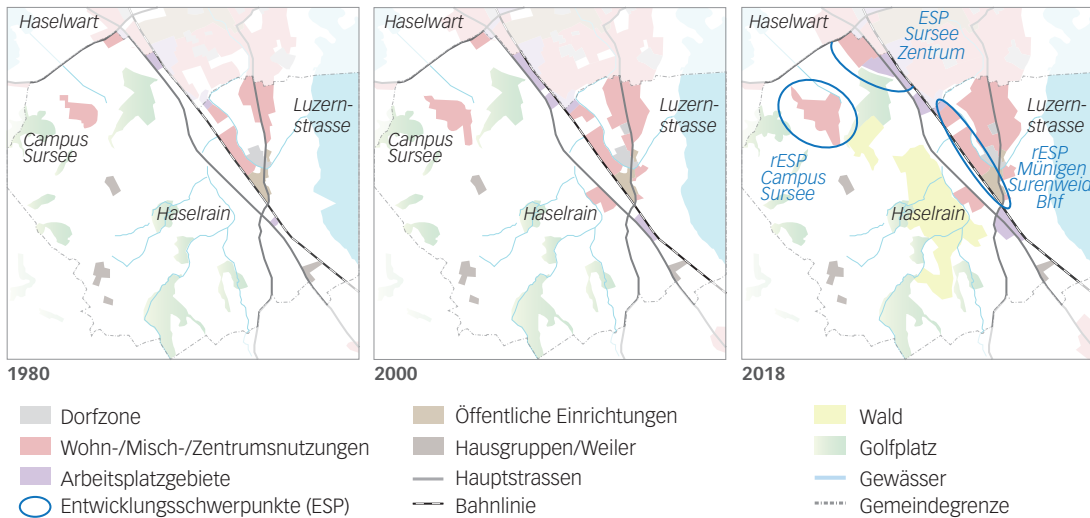 Haselwart
Luzern-
strasse
Campus
Sursee
Haselrain
1980
Haselwart
Luzern-
strasse
Campus
Sursee
Haselrain
2000
Haselwart
ESP
Sursee
Zentrum
Luzern-
strasse
rESP
Campus
Sursee
rESP
Münigen
Surenweid
Bhf
Haselrain
2018
Dorfzone
Wohn-/Misch-/Zentrumsnutzungen
Arbeitsplatzgebiete
Entwicklungsschwerpunkte (ESP)
Öffentliche Einrichtungen
Hausgruppen/Weiler
Hauptstrassen
Bahnlinie
Wald
Golfplatz
Gewässer
Gemeindegrenze